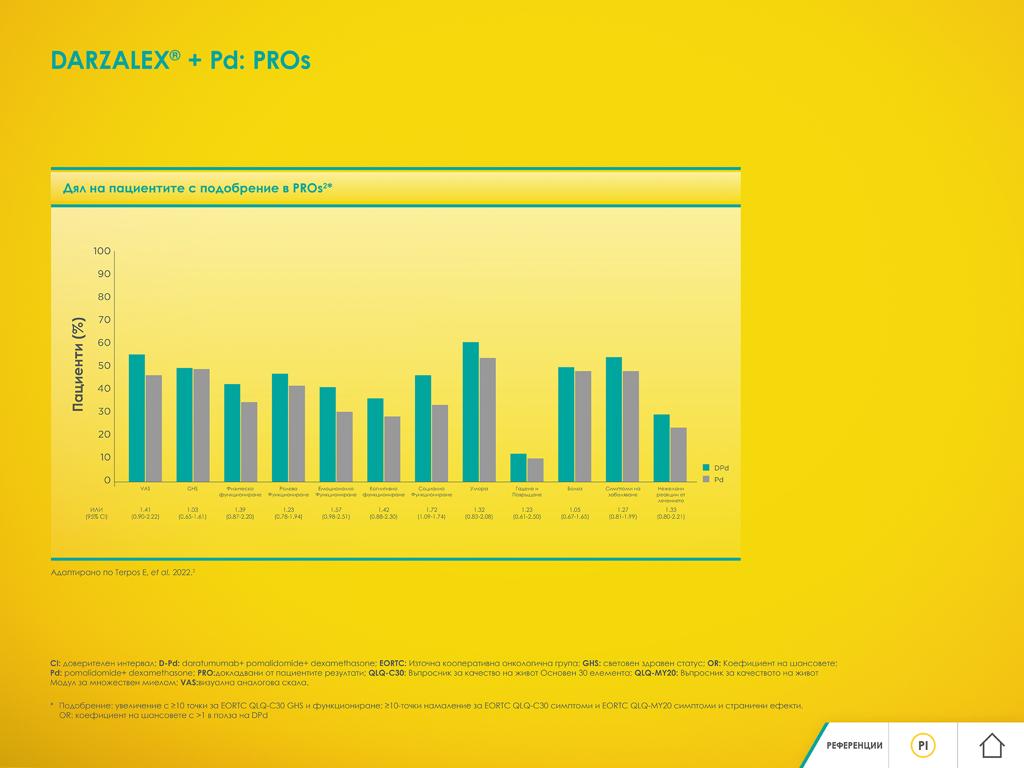 DARZALEX® + Pd: PROs
Дял на пациентите с подобрение в PROs²*
Пациенти (%)
100
90
80
70
60
50
40
30
20
10
0
VAS GHS Физическо функциониране Ролево Функциониране Емоционално Функциониране Когнитивно функциониране Социално Функциониране Умора Гадене и Повръщане Болка Симптоми на заболяване Нежелани реакции от лечението
DPd
Pd
ИЛИ 1.41 1.03 1.39 1.23 1.57 1.42 1.72 1.32 1.23 1.05 1.27 1.33
(95% CI) (0.90-2.22) (0.65-1.61) (0.87-2.20) (0.78-1.94) (0.98-2.51) (0.88-2.30) (1.09-1.74) (0.83-2.08) (0.61-2.50) (0.67-1.65) (0.81-1.99) (0.80-2.21)
Адаптирано по Terpos E, et al. 2022.²
CI: доверителен интервал; D-Pd: daratumumab+ pomalidomide+ dexamethasone; EORTC: Източна кооперативна онкологична група; GHS: световен здравен статус; OR: Коефициент на шансовете;
Pd: pomalidomide+ dexamethasone; PRO:докладвани от пациентите резултати; QLQ-C30: Въпросник за качество на живот Основен 30 елемента; QLQ-MY20: Въпросник за качеството на живот
Модул за множествен миелом; VAS:визуална аналогова скала.
* Подобрение: увеличение с ≥10 точки за EORTC QLQ-C30 GHS и функциониране; ≥10-точки намаление за EORTC QLQ-C30 симптоми и EORTC QLQ-MY20 симптоми и странични ефекти.
OR: коефициент на шансовете с >1 в полза на DPd
РЕФЕРЕНЦИИ PI